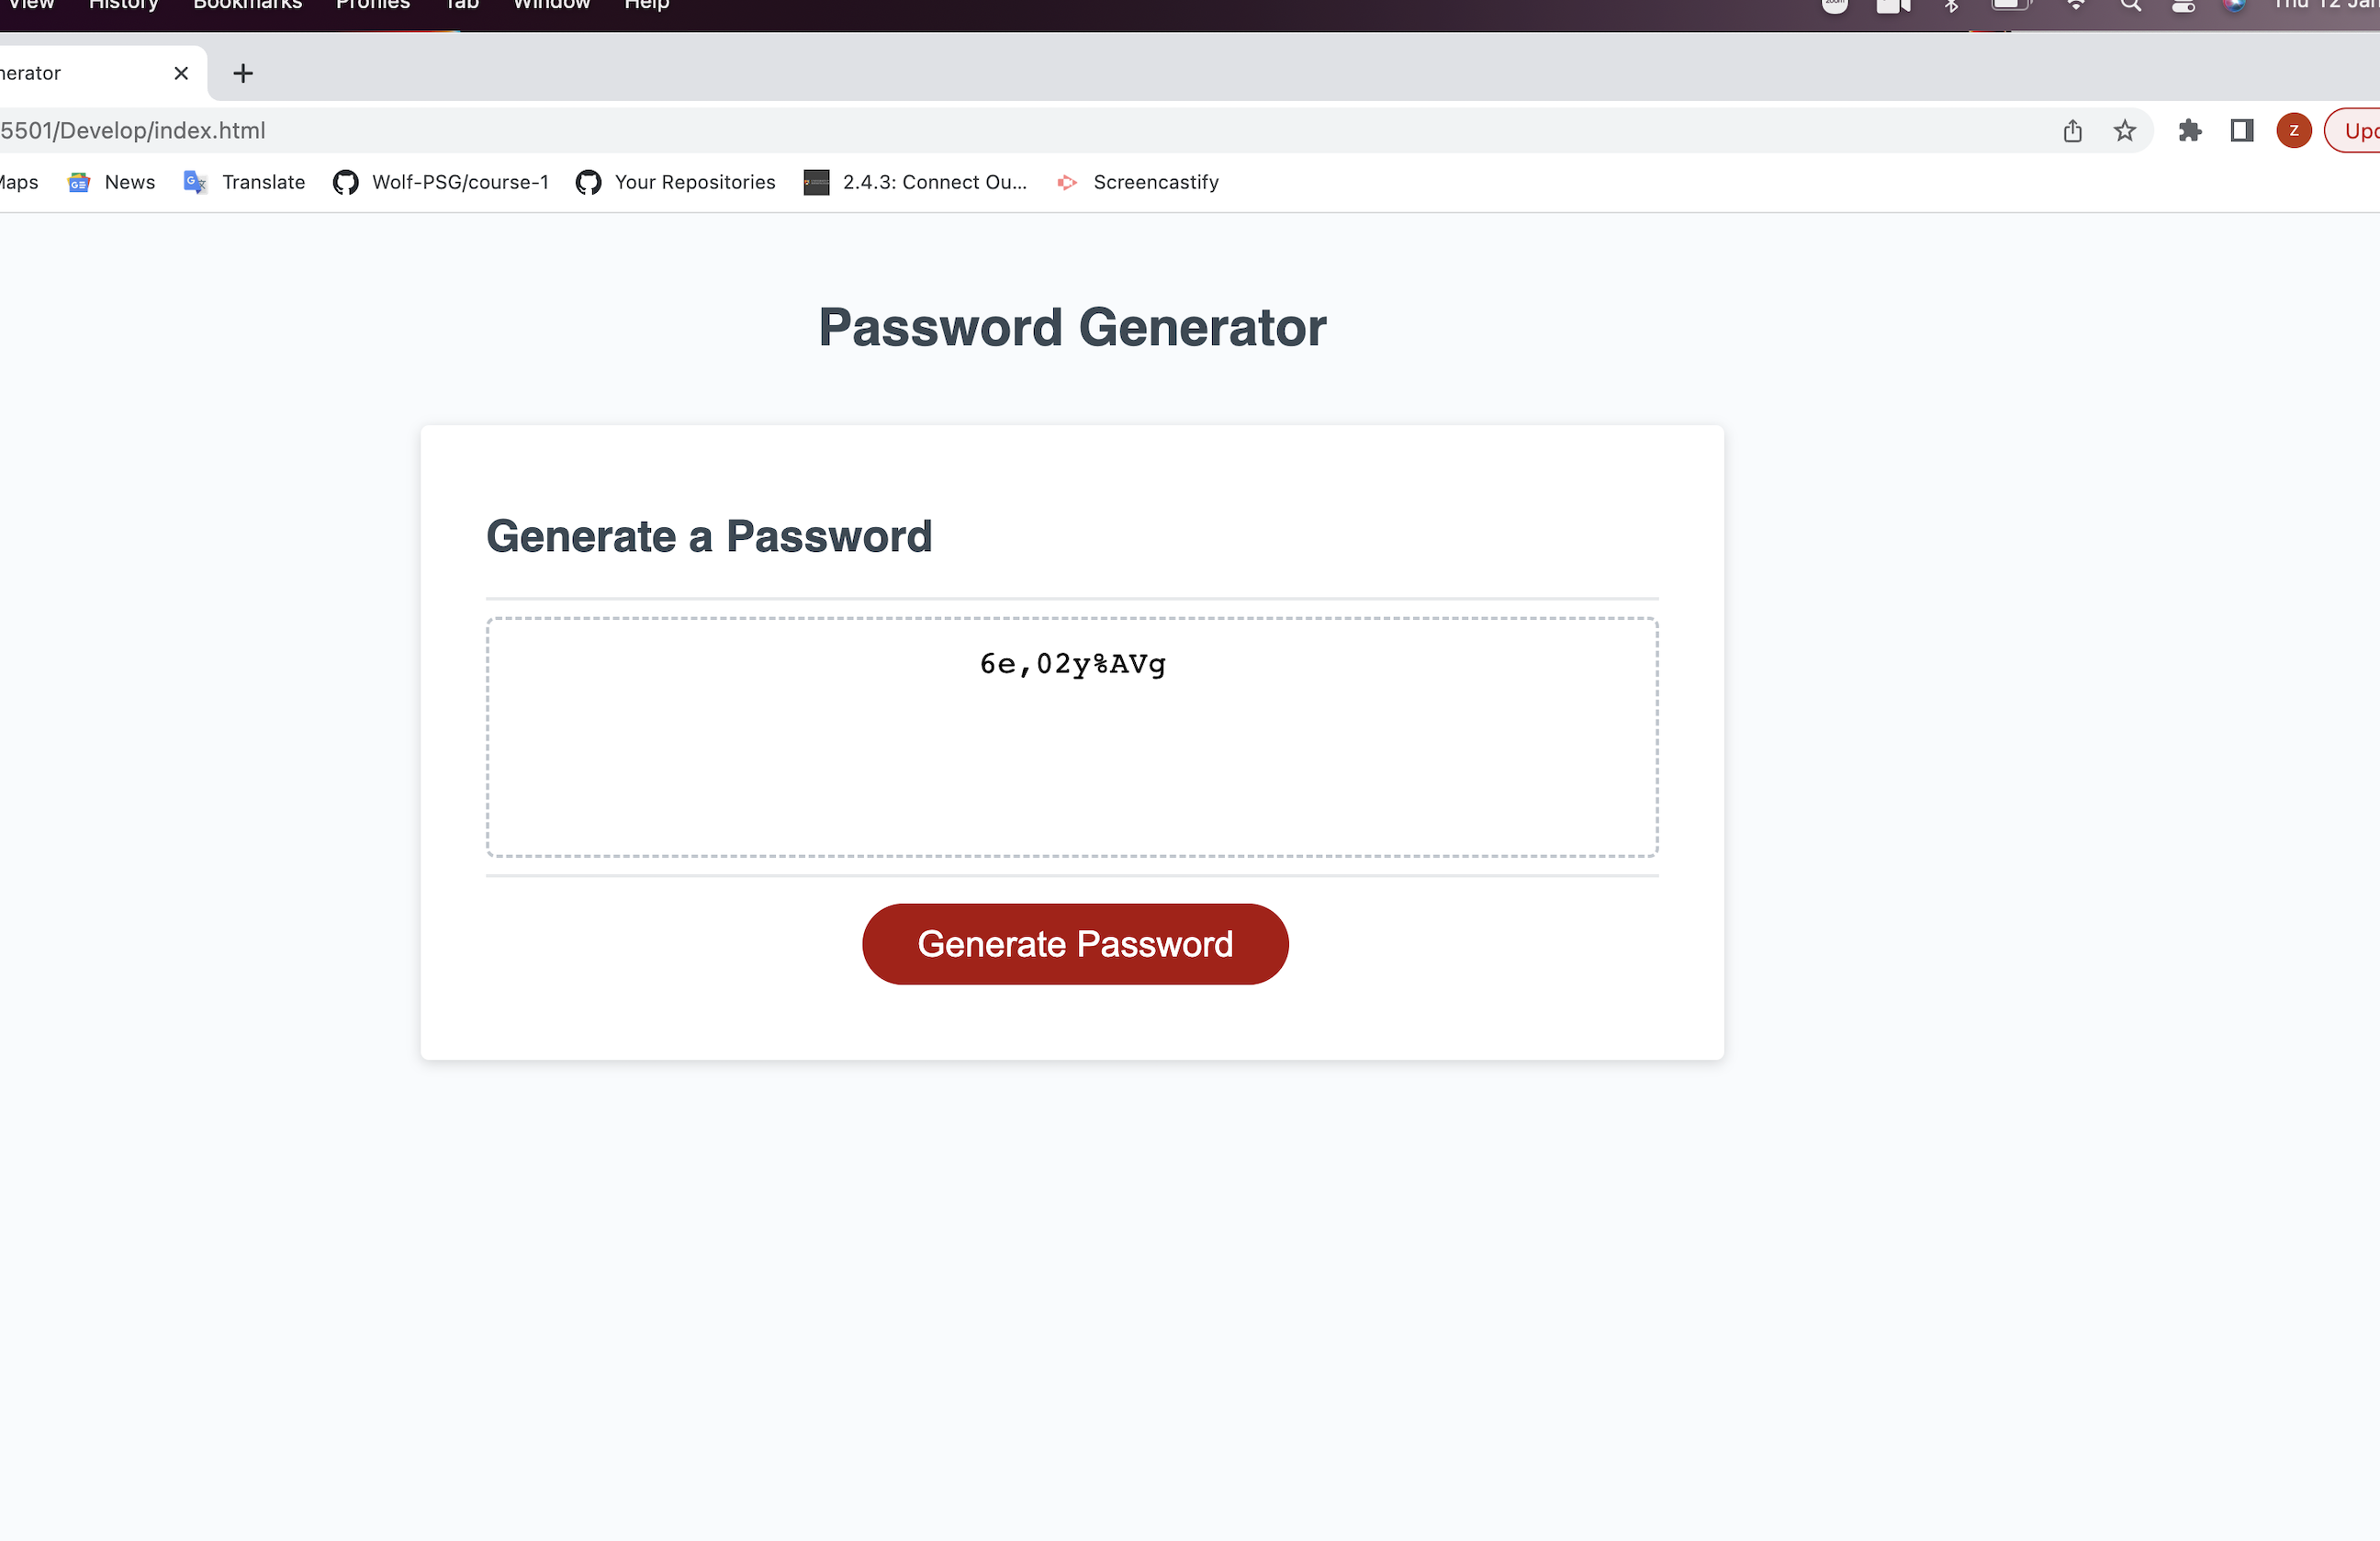 View History Bookmarks Profiles Tab Window Help zoom Thu 12 Jan
nerator
5501/Develop/index.html Z Upd
Maps News Translate Wolf-PSG/course-1 Your Repositories 2.4.3: Connect Ou... Screencastify
Password Generator
Generate a Password
6e,02y%AVg
Generate Password